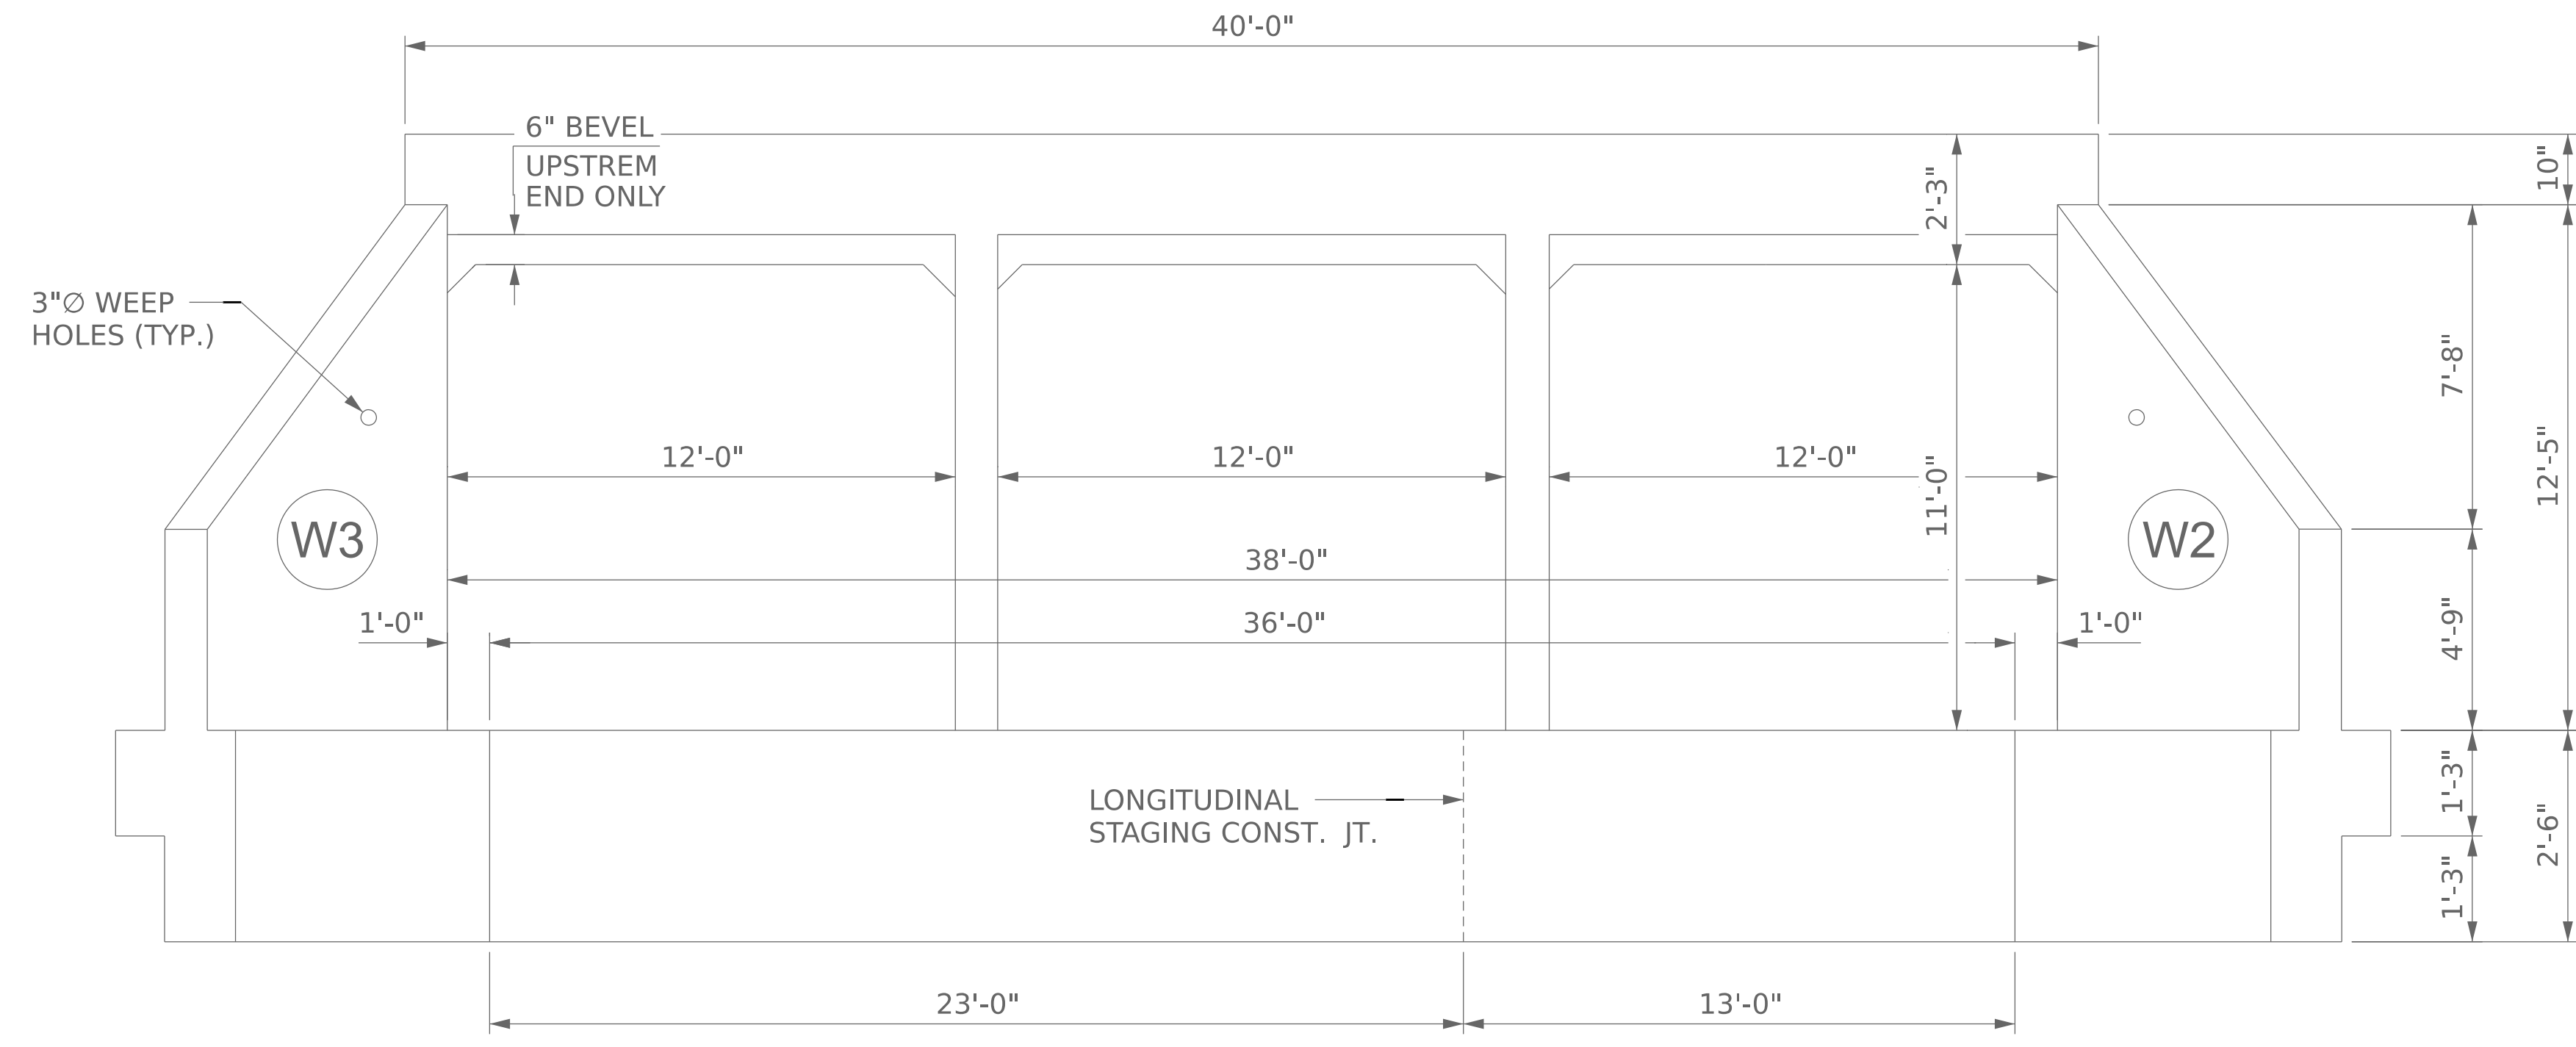 40'-0"
6" BEVEL
UPSTREM
END ONLY
2'-3"
10"
3"∅ WEEP
HOLES (TYP.)
7'-8"
12'-5"
12'-0"
12'-0"
12'-0"
11'-0"
W3
W2
38'-0"
1'-0"
36'-0"
1'-0"
4'-9"
LONGITUDINAL
STAGING CONST. JT.
1'-3"
2'-6"
1'-3"
23'-0"
13'-0"